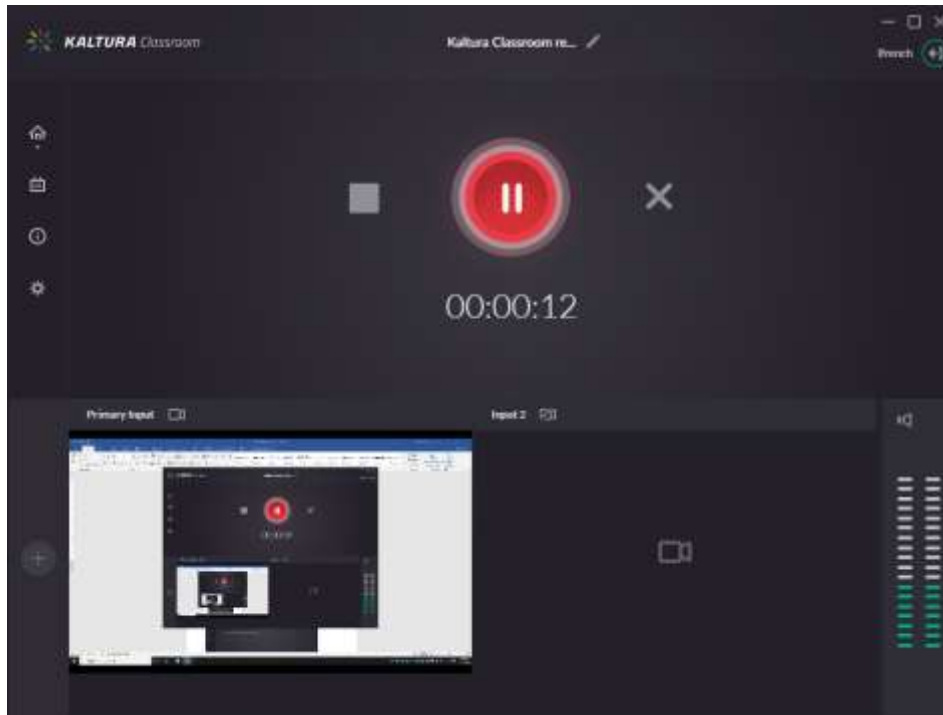 KALTURA Classroom
Kaltura Classroom re...
00:00:12
Primary Input
Input 2